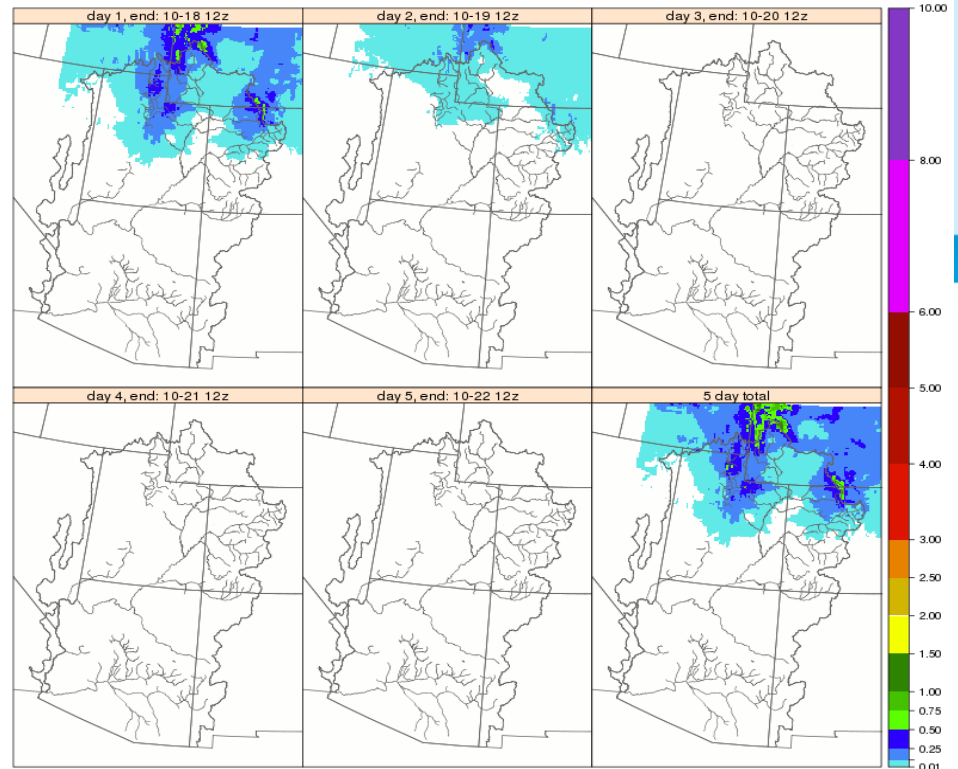 day 1, end: 10-18 12z
day 2, end: 10-19 12z
day 3, end: 10-20 12z
day 4, end: 10-21 12z
day 5, end: 10-22 12z
5 day total
10.00
8.00
6.00
5.00
4.00
3.00
2.50
2.00
1.50
1.00
0.75
0.50
0.25
0.10
0.01